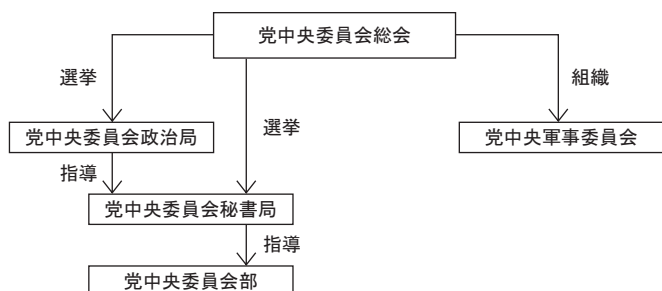 党中央委員会総会
選挙
組織
選挙
党中央委員会政治局
党中央軍事委員会
指導
党中央委員会秘書局
指導
党中央委員会部